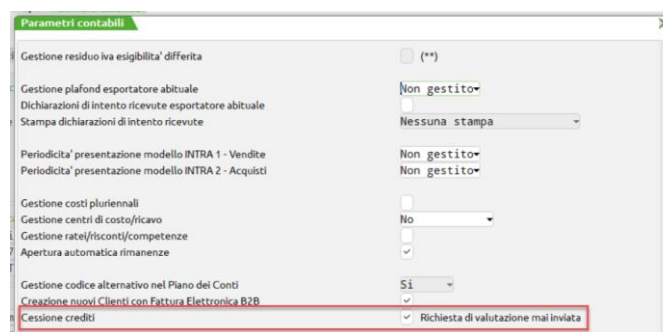 Parametri contabili
Gestione residuo iva esigibilita' differita (**)
Gestione plafond esportatore abituale Non gestito
Dichiarazioni di intento ricevute esportatore abituale
Stampa dichiarazioni di intento ricevute Nessuna stampa
Periodicita' presentazione modello INTRA 1 - Vendite Non gestito
Periodicita' presentazione modello INTRA 2 - Acquisti Non gestito
Gestione costi pluriennali
Gestione centri di costo/ricavo No
Gestione ratei/risconti/competenze
Apertura automatica rimanenze
Gestione codice alternativo nel Piano dei Conti Si
Creazione nuovi Clienti con Fattura Elettronica B2B
Cessione crediti Richiesta di valutazione mai inviata